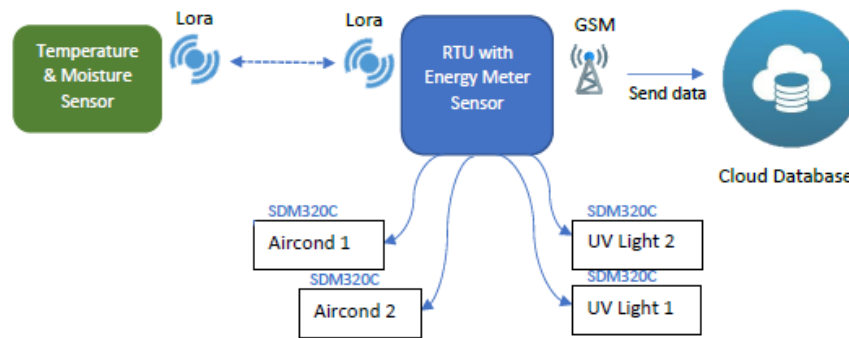 Lora
Lora
GSM
Temperature
& Moisture
Sensor
RTU with
Energy Meter
Sensor
Send data
Cloud Database
SDM320C
Aircond 1
SDM320C
UV Light 2
SDM320C
Aircond 2
SDM320C
UV Light 1